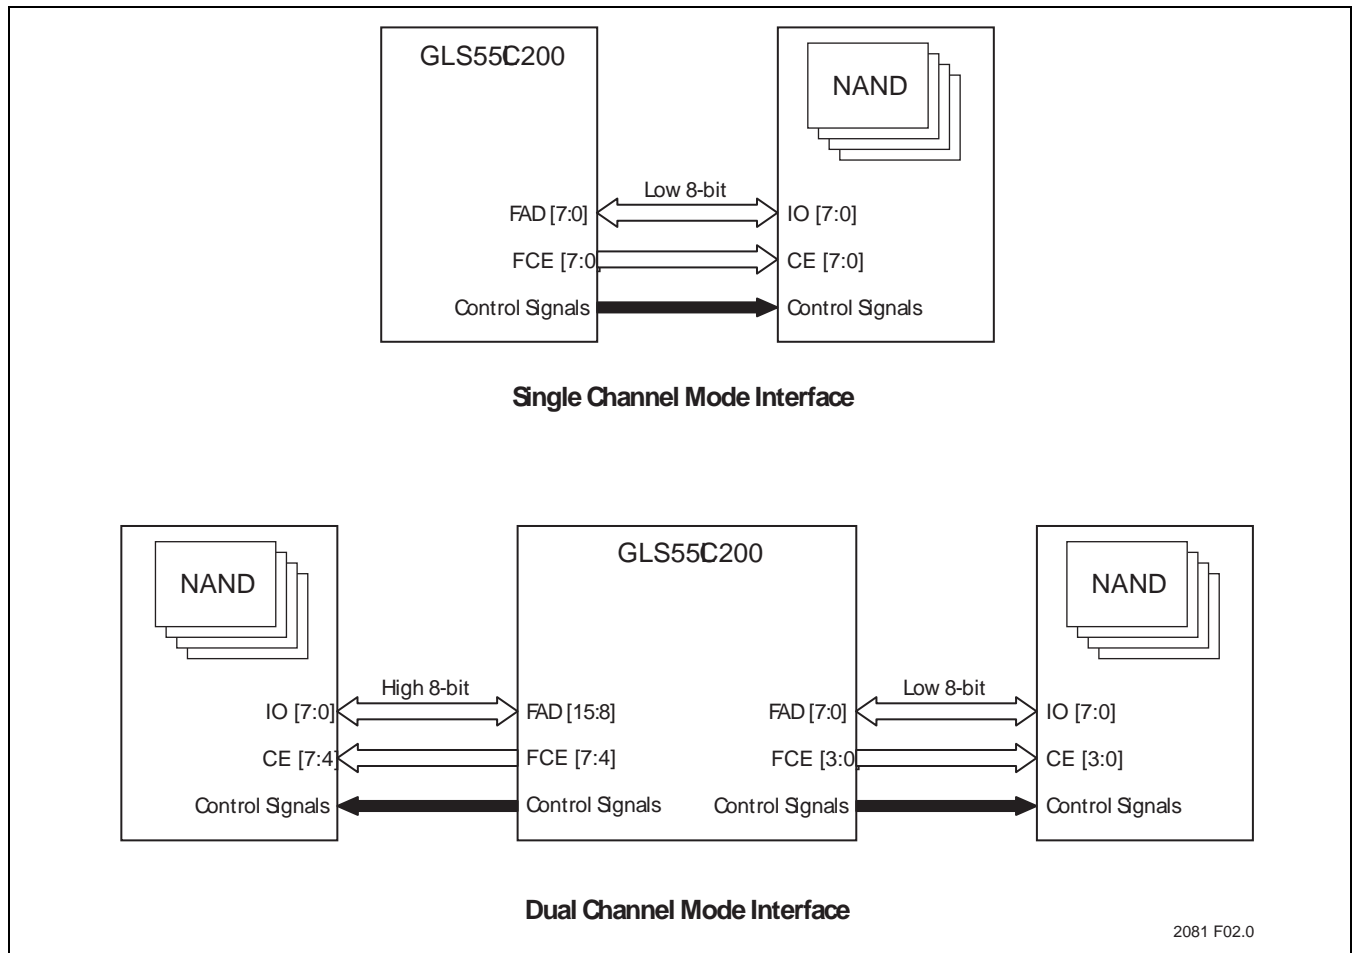 GLS55LC200
NAND
Low 8-bit
FAD [7:0]
IO [7:0]
FCE [7:0]
CE [7:0]
Control Signals
Control Signals
Single Channel Mode Interface
NAND
GLS55LC200
NAND
High 8-bit
Low 8-bit
IO [7:0]
FAD [15:8]
FAD [7:0]
IO [7:0]
CE [7:4]
FCE [7:4]
FCE [3:0]
CE [3:0]
Control Signals
Control Signals
Control Signals
Control Signals
Dual Channel Mode Interface
2081 F02.0